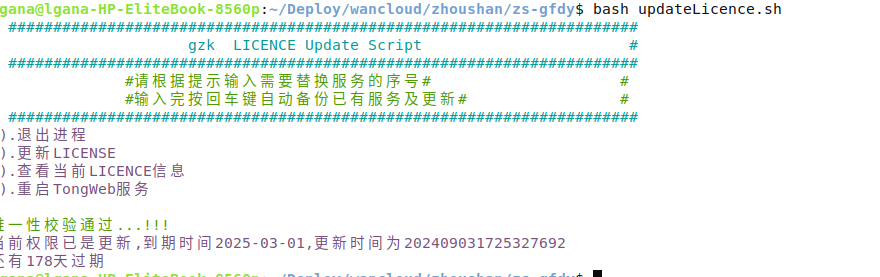 gana@lgana-HP-EliteBook-8560p:~/Deploy/wancloud/zhoushan/zs-gfdy$ bash updateLicence.sh
######################################################################
gzk  LICENCE Update Script                       #
######################################################################
#请根据提示输入需要替换服务的序号#                     #
#输入完按回车键自动备份已有服务及更新#                 #
######################################################################
).退出进程
).更新LICENSE
).查看当前LICENCE信息
).重启TongWeb服务
唯一性校验通过...!!!
当前权限已是更新,到期时间2025-03-01,更新时间为202409031725327692
还有178天过期
gana@lgana-HP-EliteBook-8560p:~/Deploy/wancloud/zhoushan/zs-gfdy$